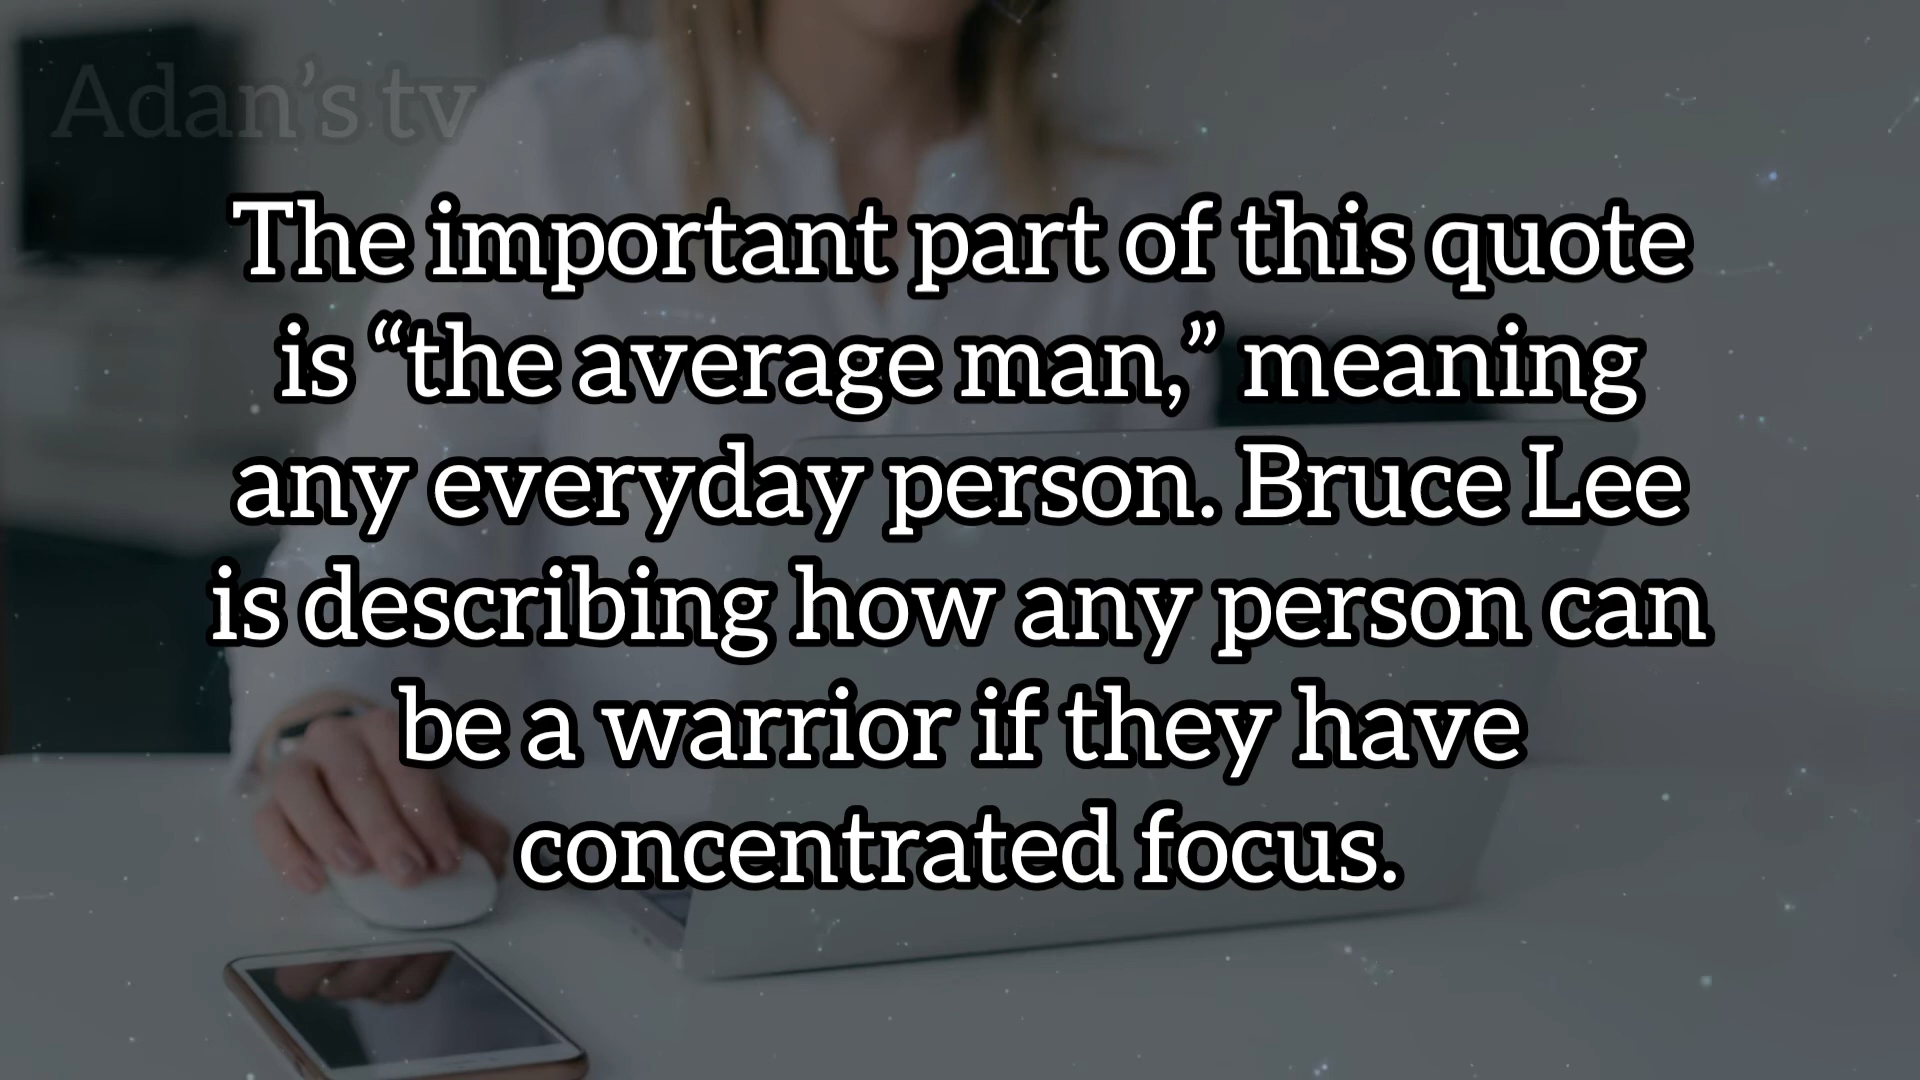 Adan's tv
The important part of this quote
is “the average man,” meaning
any everyday person. Bruce Lee
is describing how any person can
be a warrior if they have
concentrated focus.